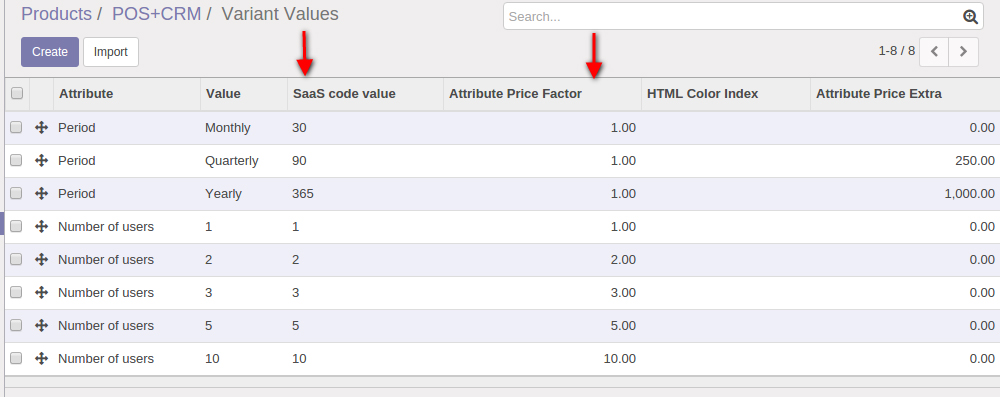 Products / POS+CRM / Variant Values
Search...
Create Import
1-8 / 8
Attribute Value SaaS code value Attribute Price Factor HTML Color Index Attribute Price Extra
Period Monthly 30 1.00 0.00
Period Quarterly 90 1.00 250.00
Period Yearly 365 1.00 1,000.00
Number of users 1 1 1.00 0.00
Number of users 2 2 2.00 0.00
Number of users 3 3 3.00 0.00
Number of users 5 5 5.00 0.00
Number of users 10 10 10.00 0.00